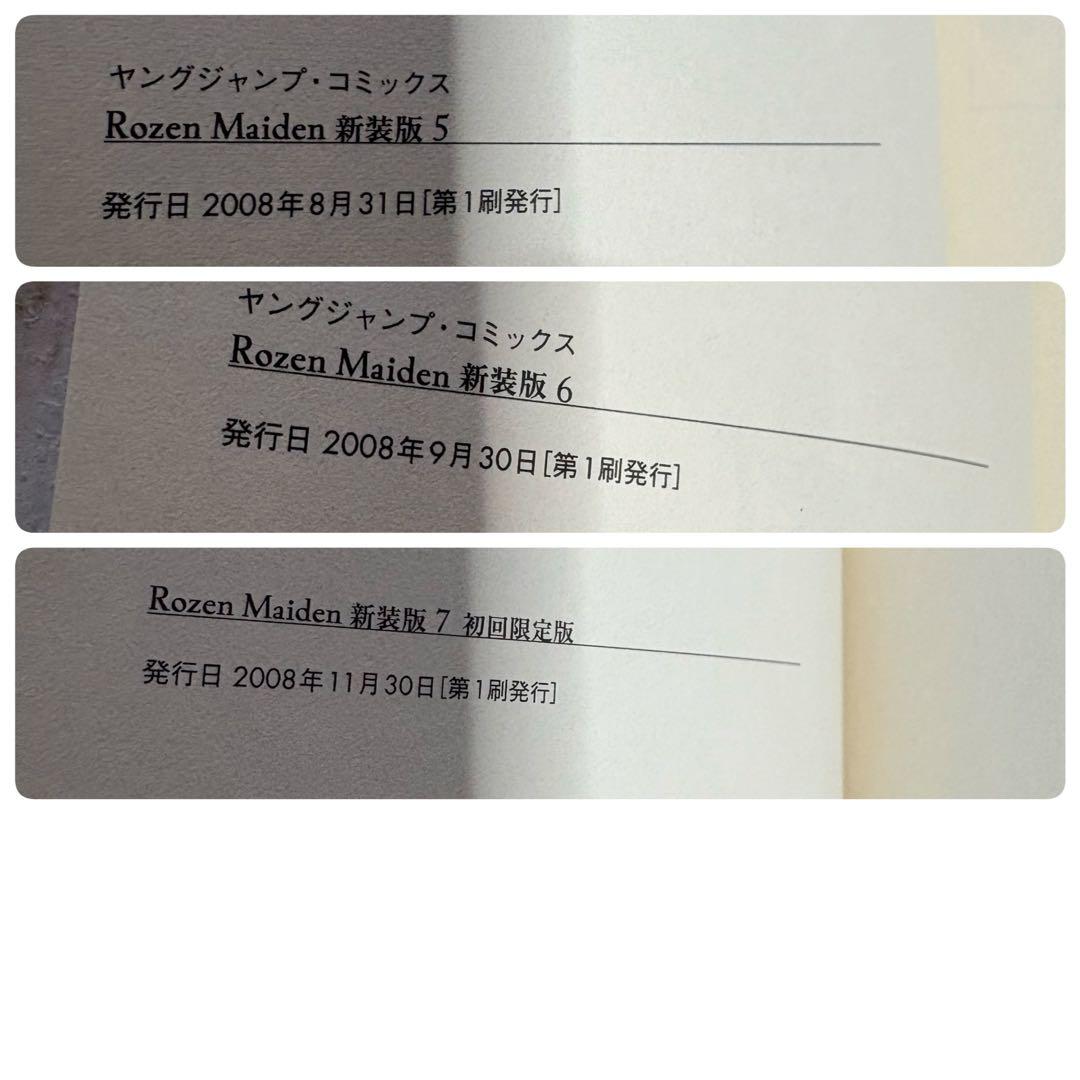 ヤングジャンプ・コミックス
Rozen Maiden 新装版 5
発行日 2008年8月31日[第1刷発行]
ヤングジャンプ・コミックス
Rozen Maiden 新装版 6
発行日 2008年9月30日[第1刷発行]
Rozen Maiden 新装版 7 初回限定版
発行日 2008年11月30日[第1刷発行]